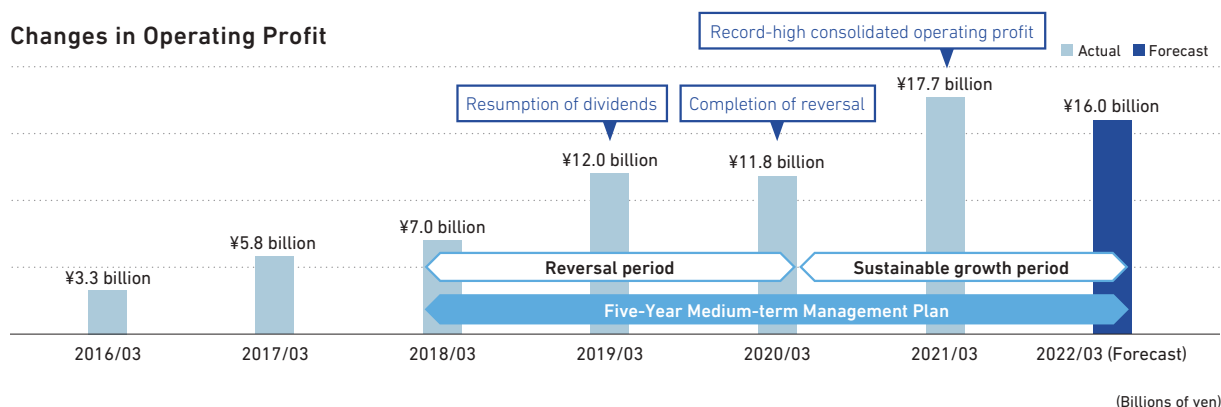 Changes in Operating Profit
Record-high consolidated operating profit
Actual Forecast
Resumption of dividends
Completion of reversal
¥17.7 billion
¥16.0 billion
¥12.0 billion
¥11.8 billion
¥7.0 billion
¥5.8 billion
¥3.3 billion
Reversal period
Sustainable growth period
Five-Year Medium-term Management Plan
2016/03 2017/03 2018/03 2019/03 2020/03 2021/03 2022/03 (Forecast)
(Billions of yen)